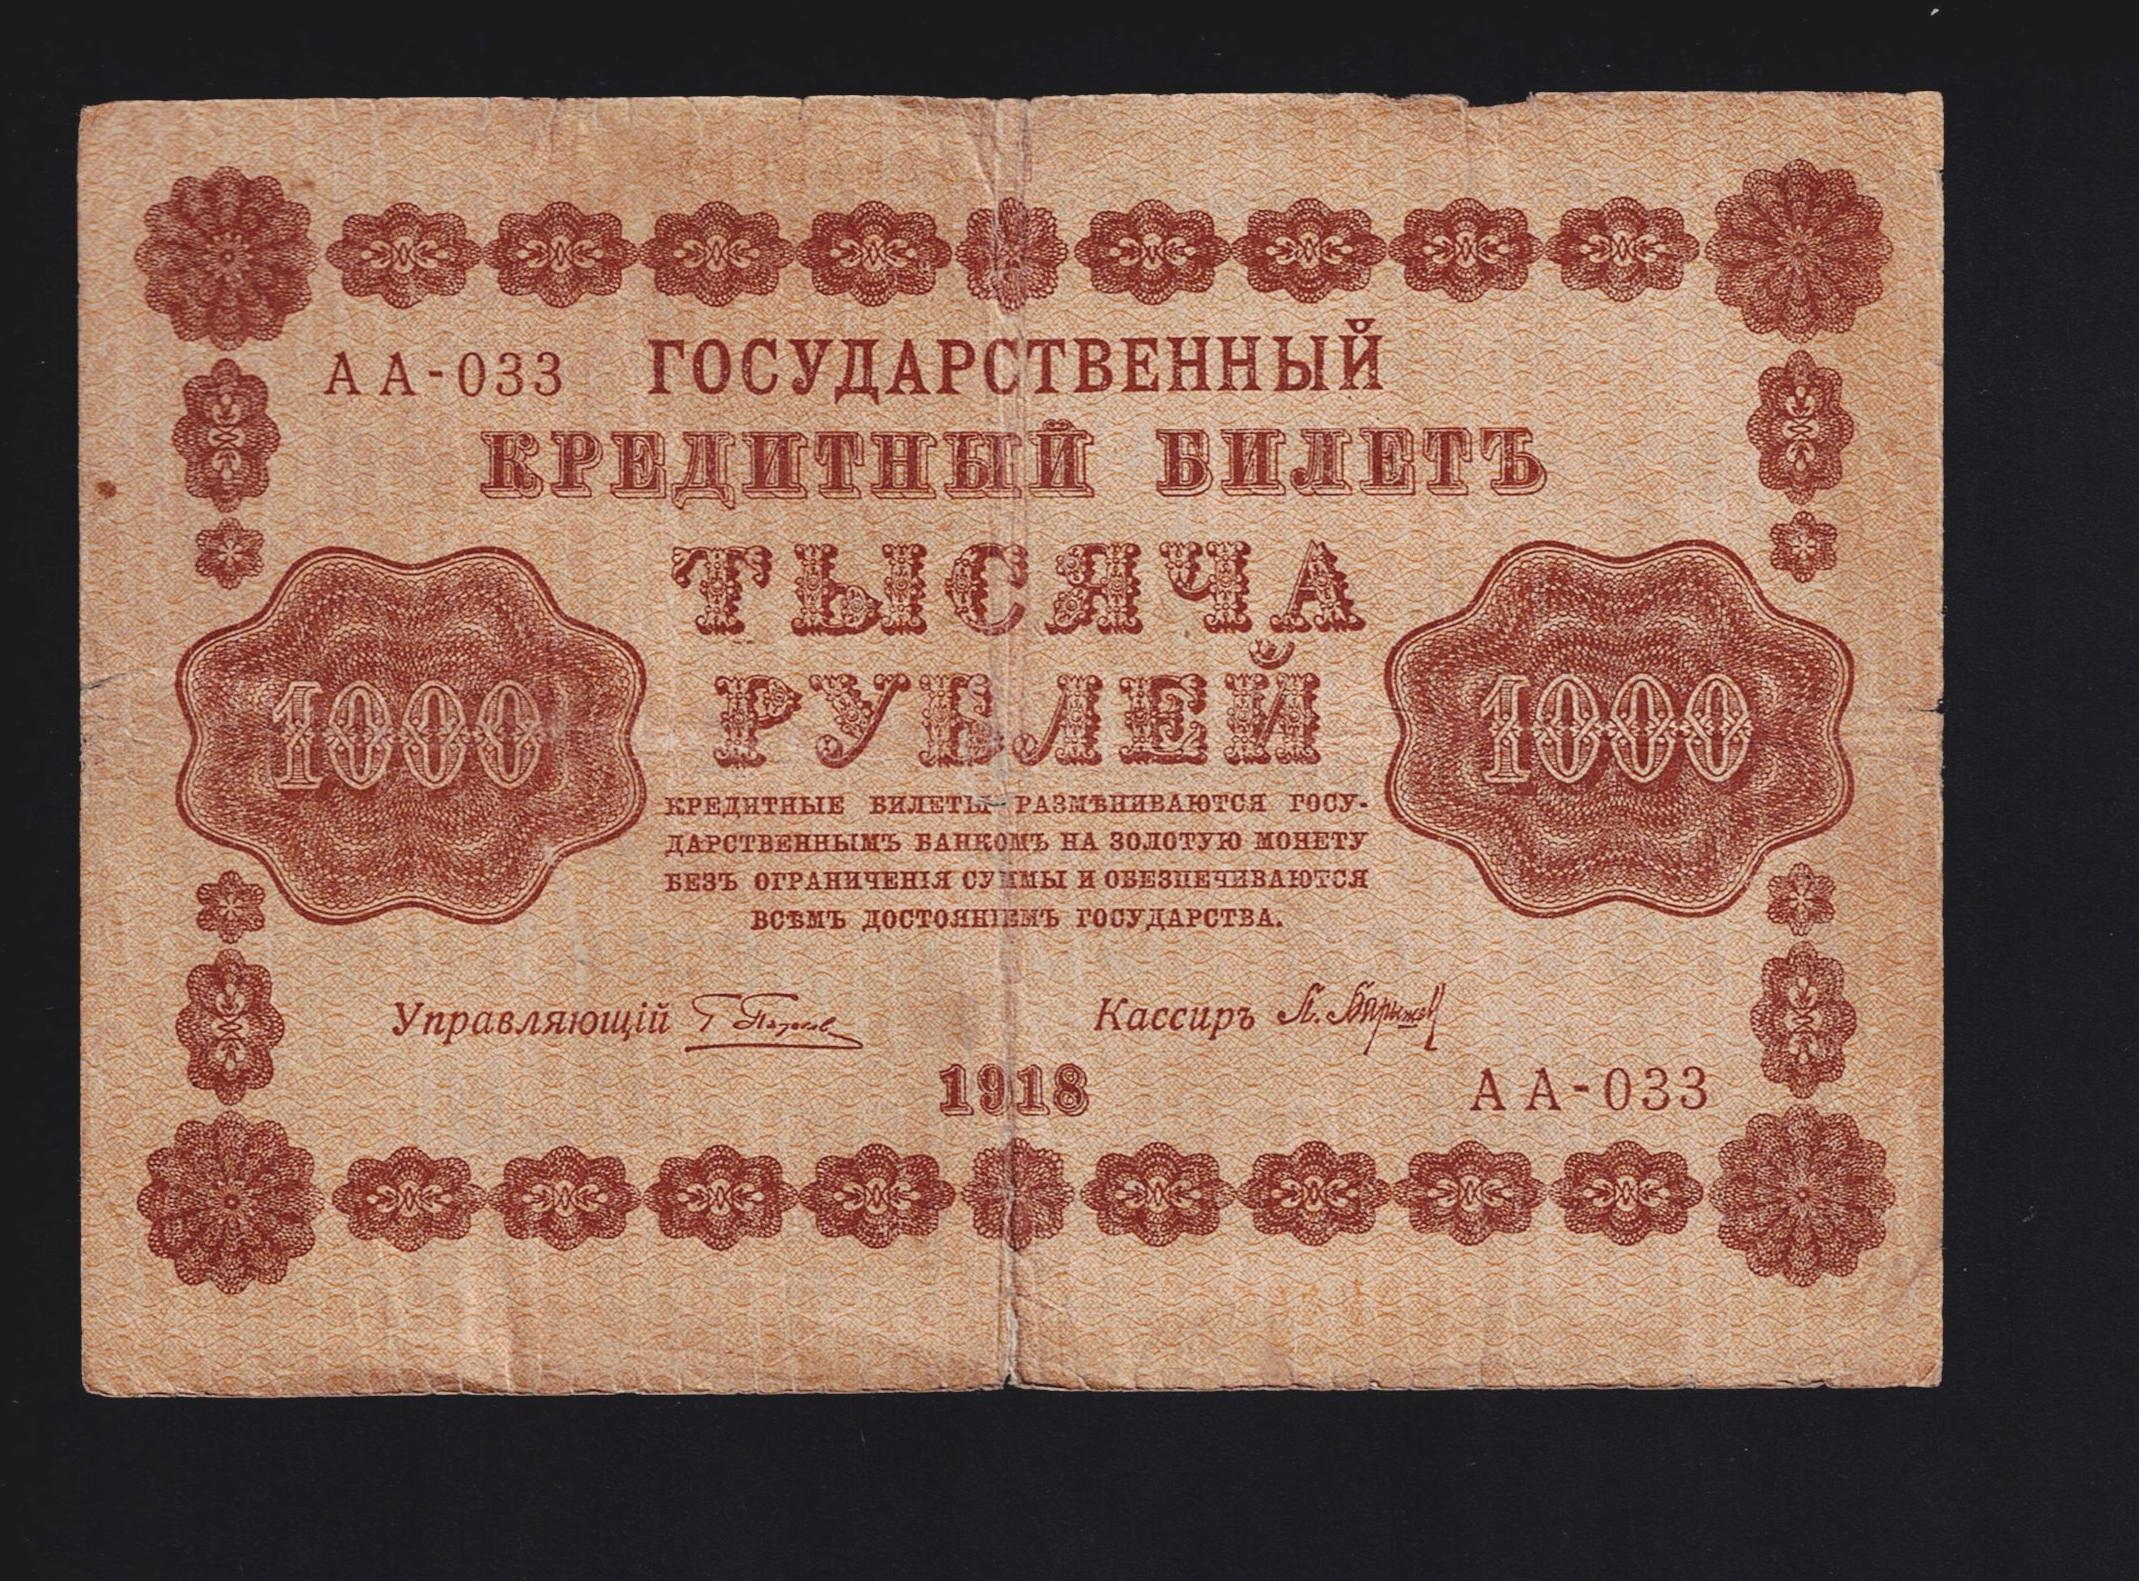 АА-033 ГОСУДАРСТВЕННЫЙ
КРЕДИТНЫЙ БИЛЕТЪ
ТЫСЯЧА
РУБЛЕЙ
1000
1000
КРЕДИТНЫЕ БИЛЕТЫ РАЗМѢНИВАЮТСЯ ГОСУ-
ДАРСТВЕННЫМЪ БАНКОМЪ НА ЗОЛОТУЮ МОНЕТУ
БЕЗЪ ОГРАНИЧЕНІЯ СУММЫ И ОБЕЗПЕЧИВАЮТСЯ
ВСѢМЪ ДОСТОЯНІЕМЪ ГОСУДАРСТВА.
Управляющій
Кассиръ
1918
АА-033